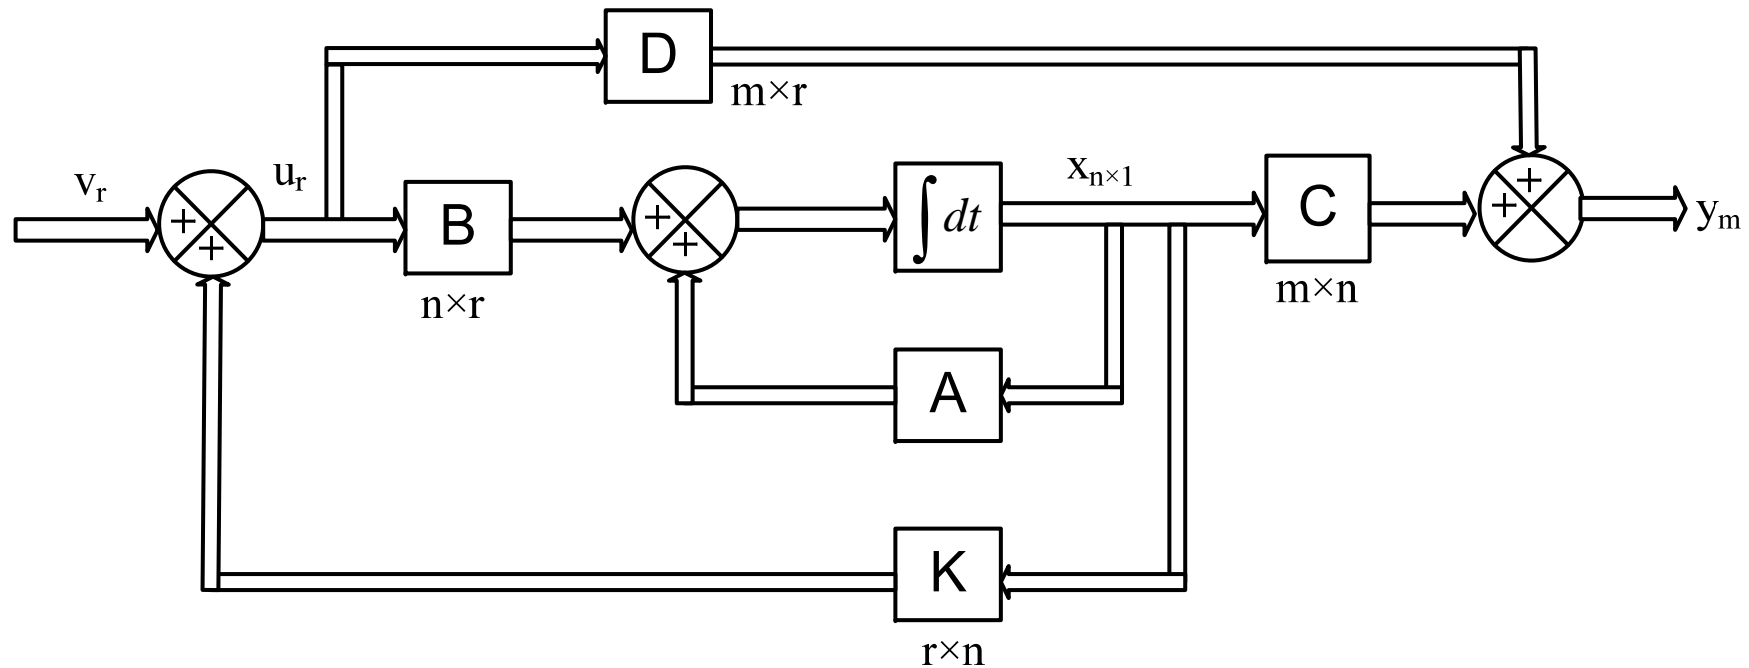 D
m×r
vᵣ
+
+
uᵣ
B
n×r
+
+
∫dt
xₙ×₁
C
m×n
+
+
yₘ
A
K
r×n